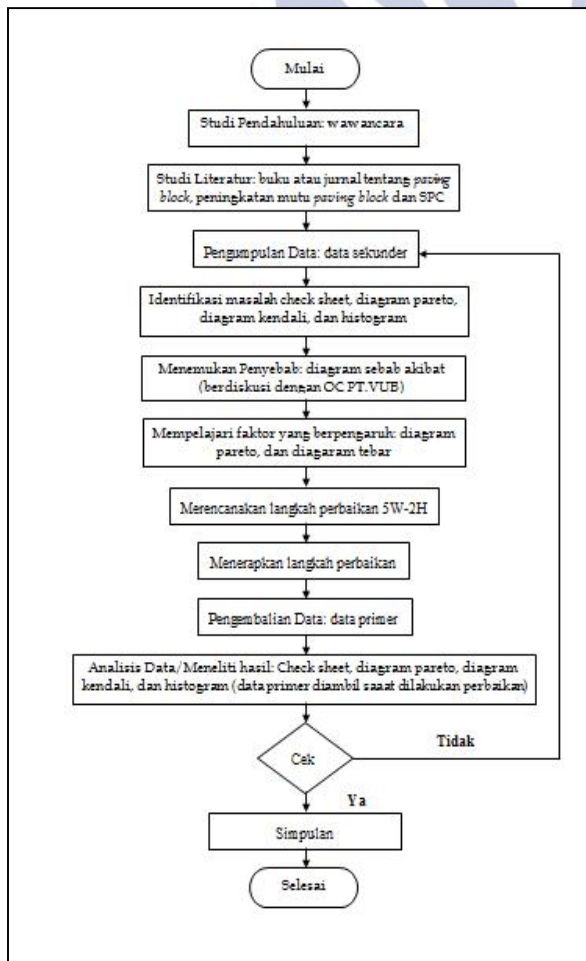 Mulai
Studi Pendahuluan: wawancara
Studi Literatur: buku atau jurnal tentang paving
block, peningkatan mutu paving block dan SPC
Pengumpulan Data: data sekunder
Identifikasi masalah check sheet, diagram pareto,
diagram kendali, dan histogram
Menemukan Penyebab: diagram sebab akibat
(berdiskusi dengan OC PT.VUB)
Mempelajari faktor yang berpengaruh: diagram
pareto, dan diagaram tebar
Merencanakan langkah perbaikan 5W-2H
Menerapkan langkah perbaikan
Pengembalian Data: data primer
Analisis Data/Meneliti hasil: Check sheet, diagram pareto, diagram
kendali, dan histogram (data primer diambil saaat dilakukan perbaikan)
Tidak
Cek
Ya
Simpulan
Selesai